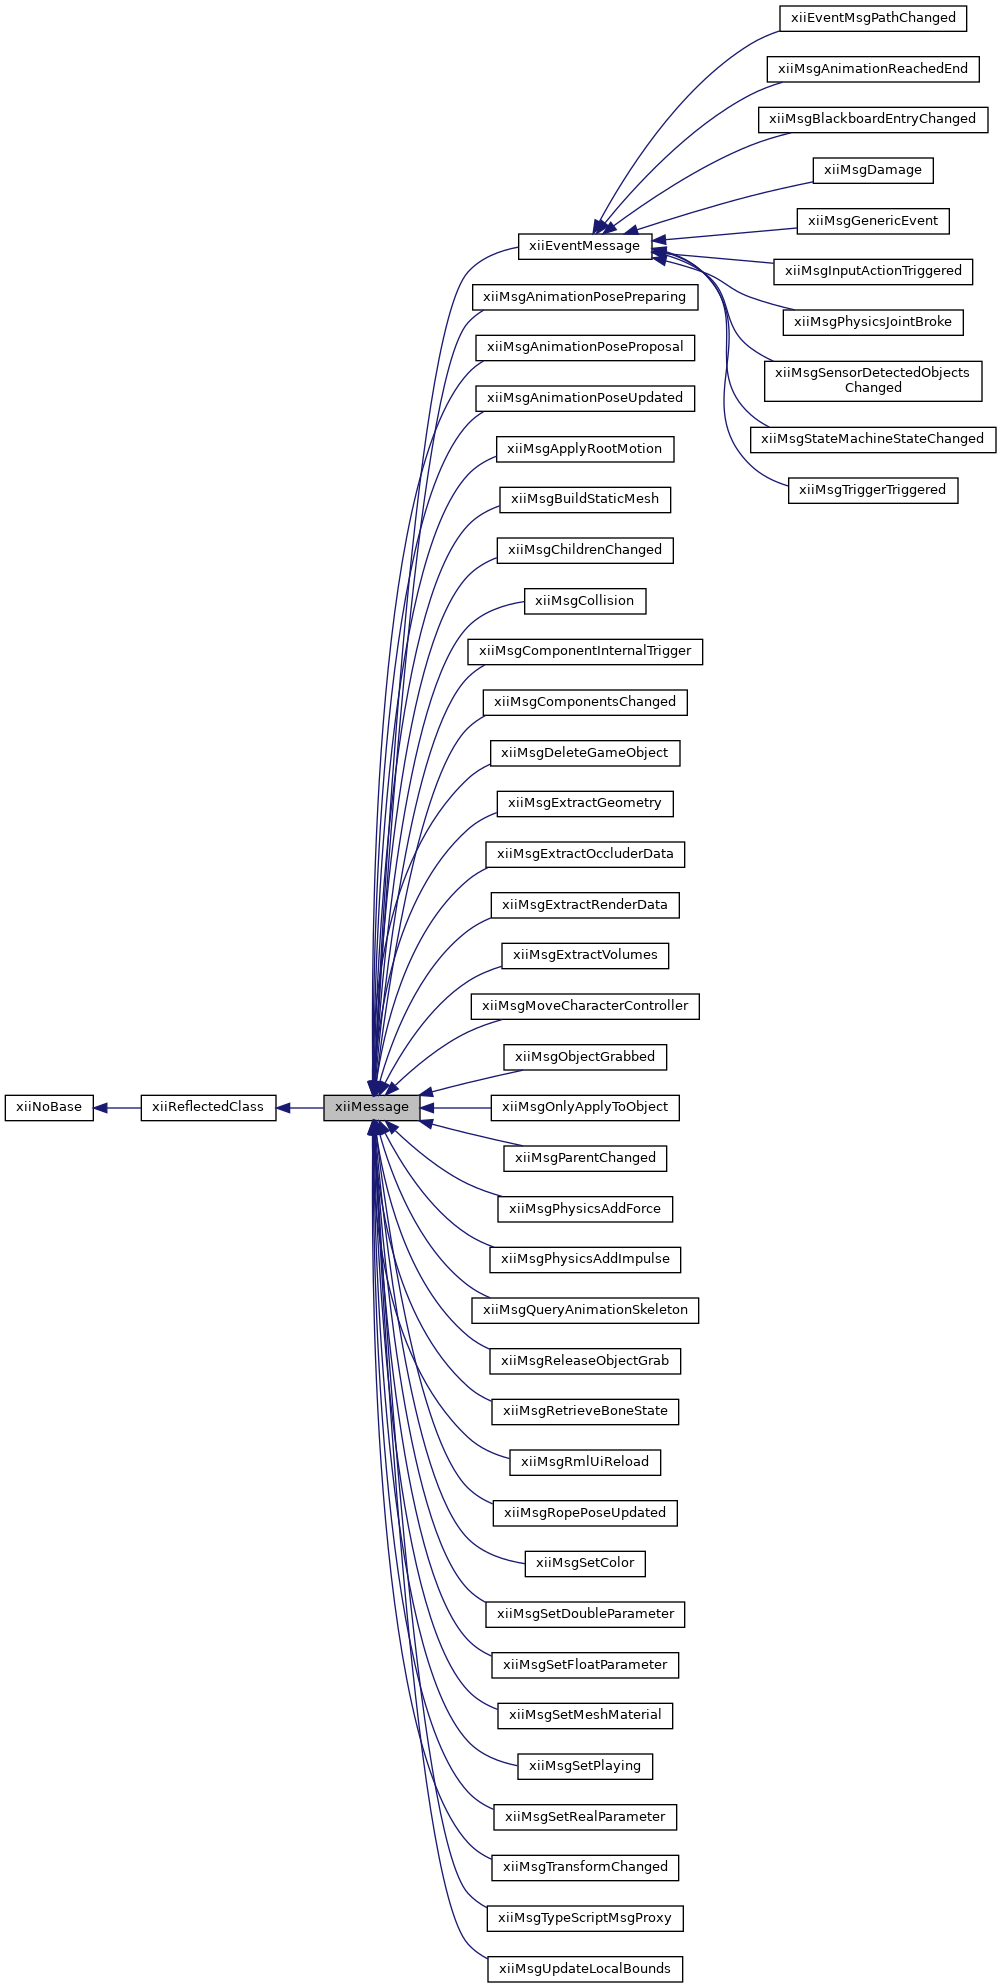 xiiEventMsgPathChanged
xiiMsgAnimationReachedEnd
xiiMsgBlackboardEntryChanged
xiiMsgDamage
xiiMsgGenericEvent
xiiEventMessage
xiiMsgInputActionTriggered
xiiMsgAnimationPosePreparing
xiiMsgPhysicsJointBroke
xiiMsgAnimationPoseProposal
xiiMsgSensorDetectedObjects
Changed
xiiMsgAnimationPoseUpdated
xiiMsgStateMachineStateChanged
xiiMsgApplyRootMotion
xiiMsgTriggerTriggered
xiiMsgBuildStaticMesh
xiiMsgChildrenChanged
xiiMsgCollision
xiiMsgComponentInternalTrigger
xiiMsgComponentsChanged
xiiMsgDeleteGameObject
xiiMsgExtractGeometry
xiiMsgExtractOccluderData
xiiMsgExtractRenderData
xiiMsgExtractVolumes
xiiMsgMoveCharacterController
xiiMsgObjectGrabbed
xiiNoBase
xiiReflectedClass
xiiMessage
xiiMsgOnlyApplyToObject
xiiMsgParentChanged
xiiMsgPhysicsAddForce
xiiMsgPhysicsAddImpulse
xiiMsgQueryAnimationSkeleton
xiiMsgReleaseObjectGrab
xiiMsgRetrieveBoneState
xiiMsgRmlUiReload
xiiMsgRopePoseUpdated
xiiMsgSetColor
xiiMsgSetDoubleParameter
xiiMsgSetFloatParameter
xiiMsgSetMeshMaterial
xiiMsgSetPlaying
xiiMsgSetRealParameter
xiiMsgTransformChanged
xiiMsgTypeScriptMsgProxy
xiiMsgUpdateLocalBounds